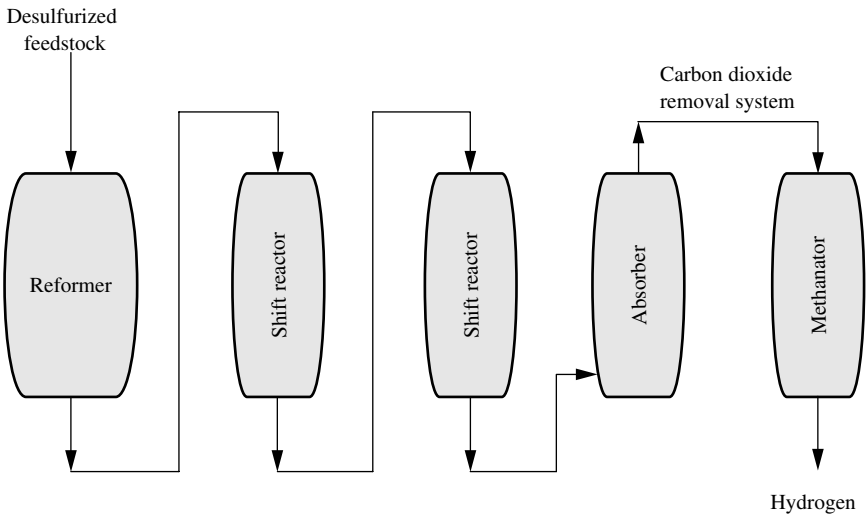 Desulfurized
feedstock
Carbon dioxide
removal system
Reformer
Shift reactor
Shift reactor
Absorber
Methanator
Hydrogen